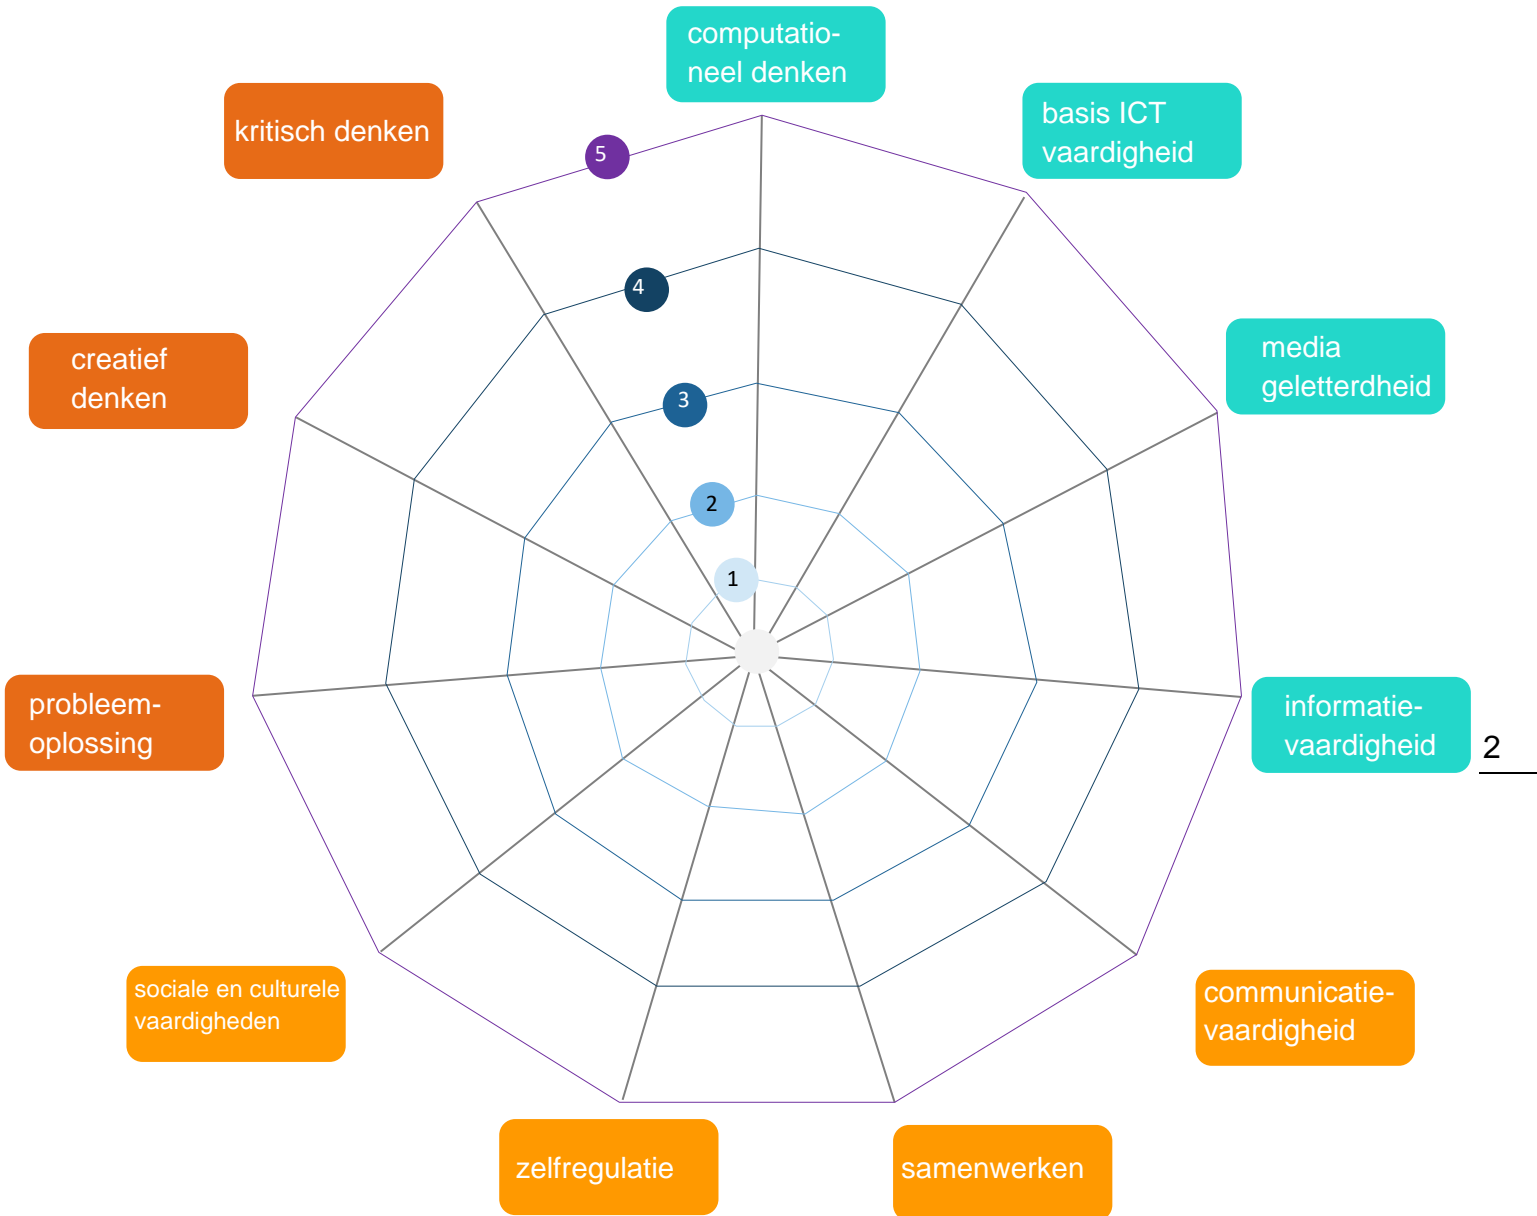 computatio-
neel denken
basis ICT
vaardigheid
kritisch denken
5
4
media
geletterdheid
creatief
denken
3
2
1
probleem-
oplossing
informatie-
vaardigheid
2
sociale en culturele
vaardigheden
communicatie-
vaardigheid
zelfregulatie
samenwerken